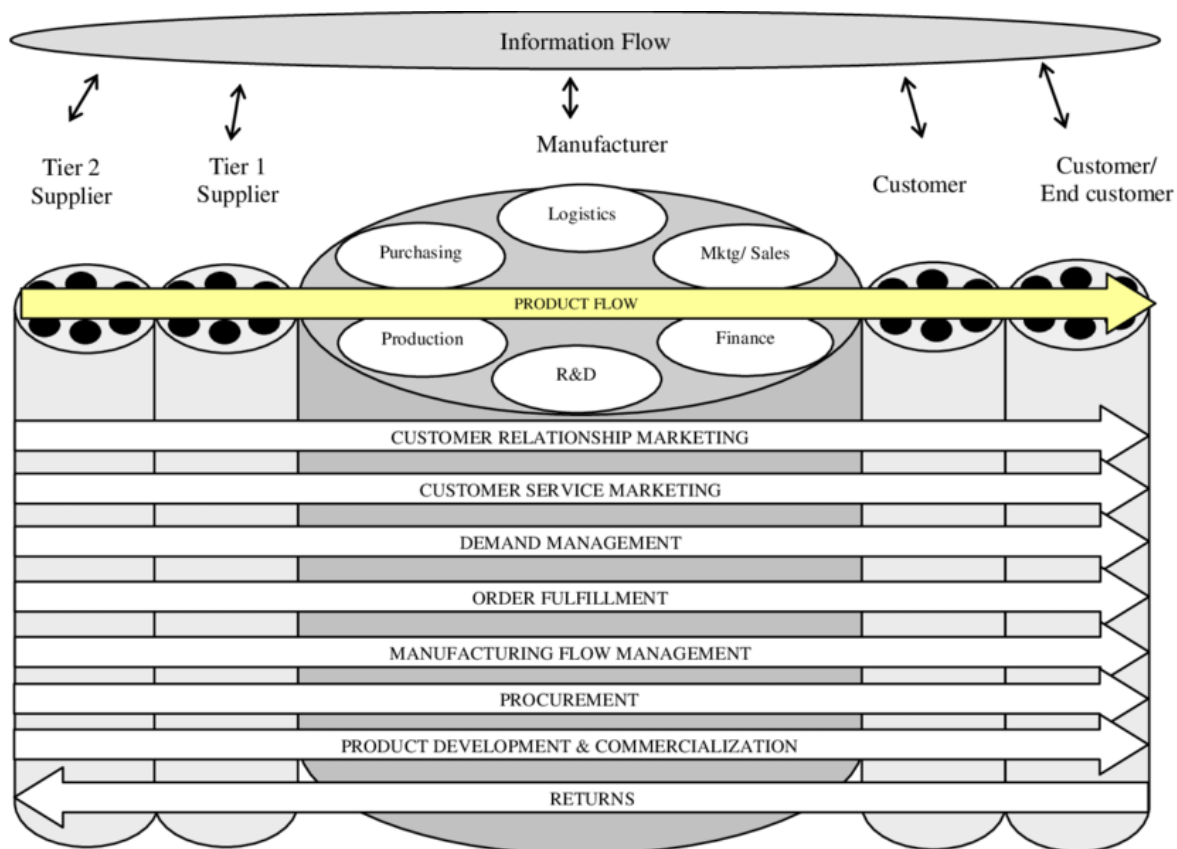 Information Flow
Manufacturer
Tier 2
Supplier
Tier 1
Supplier
Customer
Customer/
End customer
Logistics
Purchasing
Mktg/ Sales
PRODUCT FLOW
Production
Finance
R&D
CUSTOMER RELATIONSHIP MARKETING
CUSTOMER SERVICE MARKETING
DEMAND MANAGEMENT
ORDER FULFILLMENT
MANUFACTURING FLOW MANAGEMENT
PROCUREMENT
PRODUCT DEVELOPMENT & COMMERCIALIZATION
RETURNS